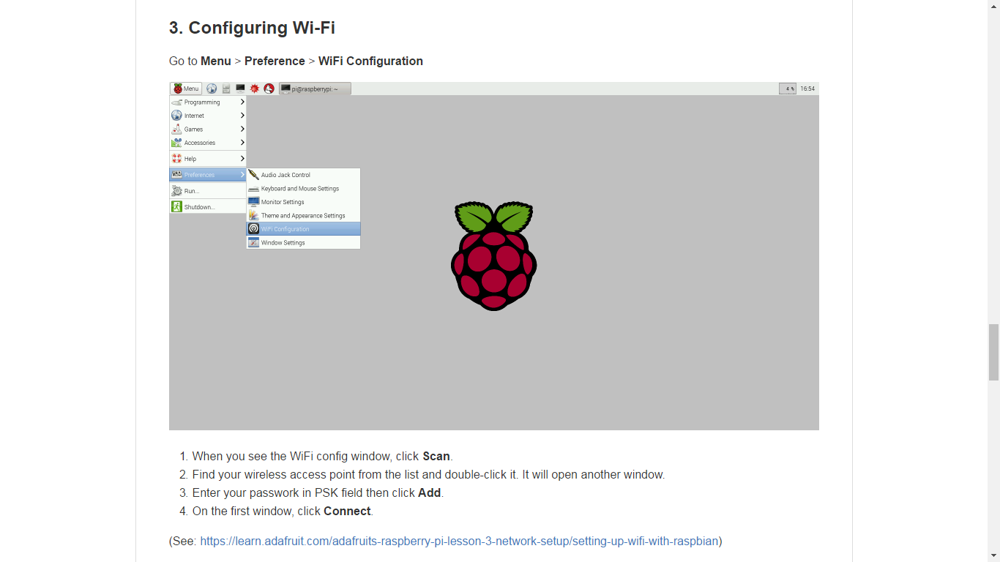 3. Configuring Wi-Fi
Go to Menu > Preference > WiFi Configuration
Menu
pi@raspberrypi: ~
4 %
16:54
Programming
Internet
Games
Accessories
Help
Preferences
Run...
Shutdown...
Audio Jack Control
Keyboard and Mouse Settings
Monitor Settings
Theme and Appearance Settings
WiFi Configuration
Window Settings
1. When you see the WiFi config window, click Scan.
2. Find your wireless access point from the list and double-click it. It will open another window.
3. Enter your passwork in PSK field then click Add.
4. On the first window, click Connect.
(See: https://learn.adafruit.com/adafruits-raspberry-pi-lesson-3-network-setup/setting-up-wifi-with-raspbian)